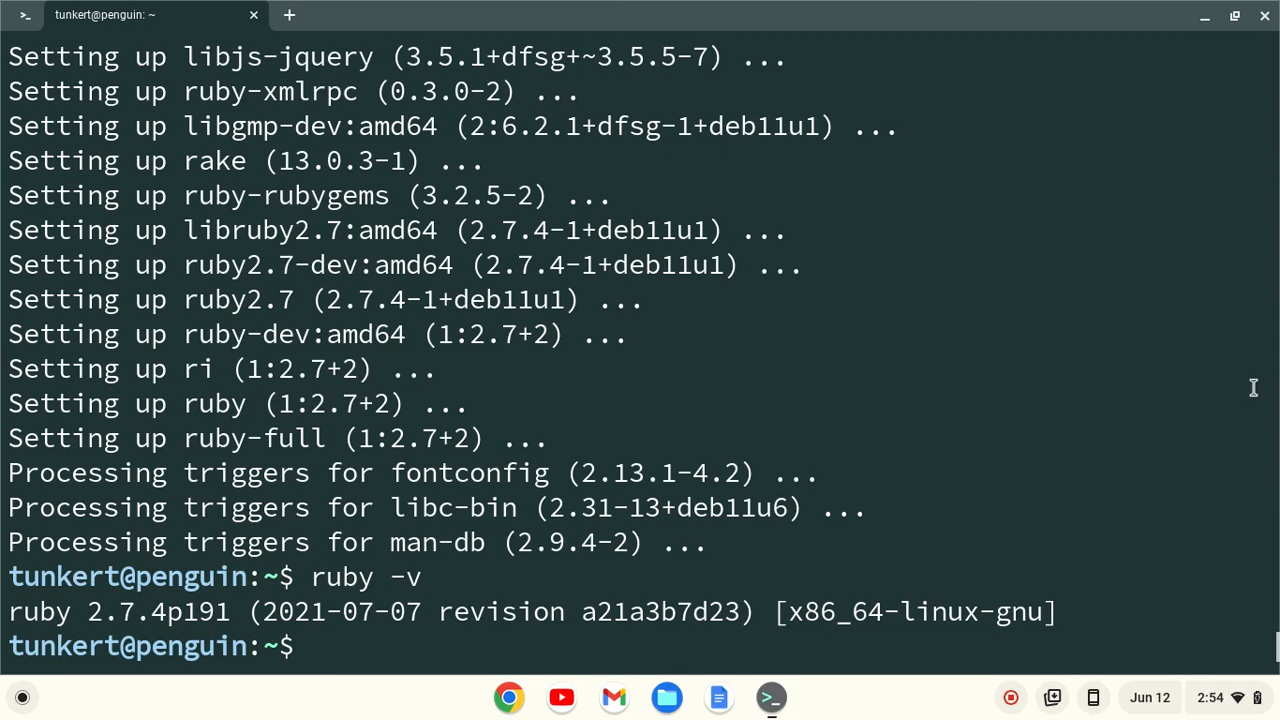 tunkert@penguin: ~
Setting up libjs-jquery (3.5.1+dfsg+~3.5.5-7) ...
Setting up ruby-xmlrpc (0.3.0-2) ...
Setting up libgmp-dev:amd64 (2:6.2.1+dfsg-1+deb11u1) ...
Setting up rake (13.0.3-1) ...
Setting up ruby-rubygems (3.2.5-2) ...
Setting up libruby2.7:amd64 (2.7.4-1+deb11u1) ...
Setting up ruby2.7-dev:amd64 (2.7.4-1+deb11u1) ...
Setting up ruby2.7 (2.7.4-1+deb11u1) ...
Setting up ruby-dev:amd64 (1:2.7+2) ...
Setting up ri (1:2.7+2) ...
Setting up ruby (1:2.7+2) ...
Setting up ruby-full (1:2.7+2) ...
Processing triggers for fontconfig (2.13.1-4.2) ...
Processing triggers for libc-bin (2.31-13+deb11u6) ...
Processing triggers for man-db (2.9.4-2) ...
tunkert@penguin:~$ ruby -v
ruby 2.7.4p191 (2021-07-07 revision a21a3b7d23) [x86_64-linux-gnu]
tunkert@penguin:~$
Jun 12 2:54